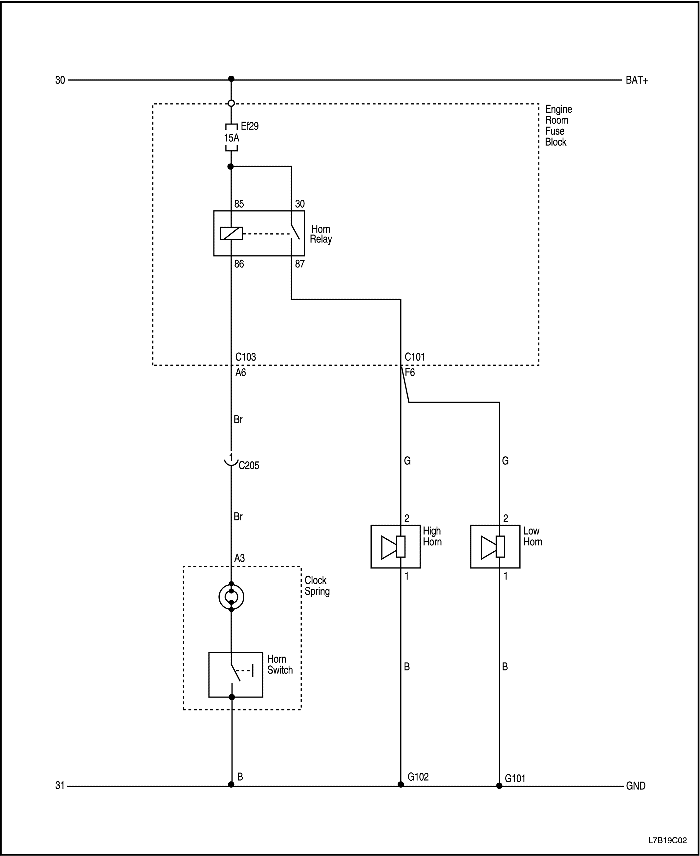 30
BAT+
Engine
Room
Fuse
Block
Ef29
15A
85
30
Horn
Relay
86
87
C103
C101
A6
F6
Br
G
G
1
C205
Br
2
High
Horn
2
Low
Horn
A3
1
1
Clock
Spring
Horn
Switch
B
B
B
G102
G101
31
GND
L7B19C02